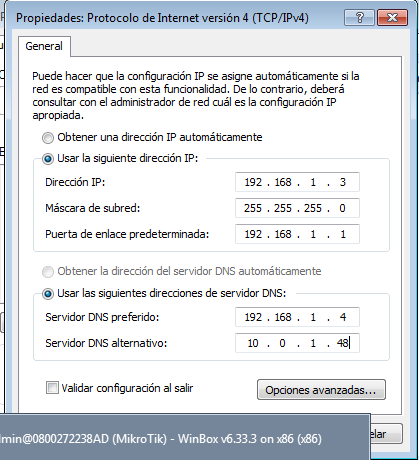 Propiedades: Protocolo de Internet versión 4 (TCP/IPv4)
General
Puede hacer que la configuración IP se asigne automáticamente si la
red es compatible con esta funcionalidad. De lo contrario, deberá
consultar con el administrador de red cuál es la configuración IP
apropiada.
Obtener una dirección IP automáticamente
Usar la siguiente dirección IP:
Dirección IP: 192 . 168 . 1 . 3
Máscara de subred: 255 . 255 . 255 . 0
Puerta de enlace predeterminada: 192 . 168 . 1 . 1
Obtener la dirección del servidor DNS automáticamente
Usar las siguientes direcciones de servidor DNS:
Servidor DNS preferido: 192 . 168 . 1 . 4
Servidor DNS alternativo: 10 . 0 . 1 . 48
Validar configuración al salir
Opciones avanzadas...
dmin@0800272238AD (MikroTik) - WinBox v6.33.3 on x86 (x86)
elar